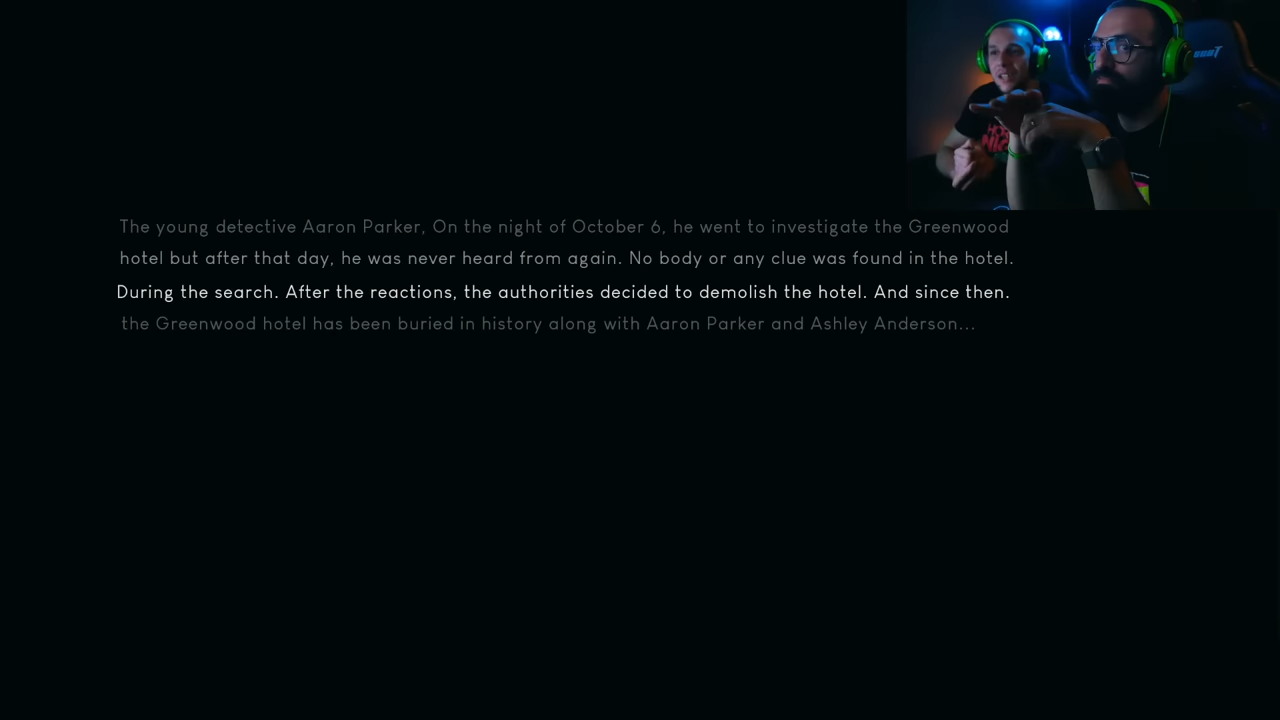 The young detective Aaron Parker, On the night of October 6, he went to investigate the Greenwood
hotel but after that day, he was never heard from again. No body or any clue was found in the hotel.
During the search. After the reactions, the authorities decided to demolish the hotel. And since then.
the Greenwood hotel has been buried in history along with Aaron Parker and Ashley Anderson...